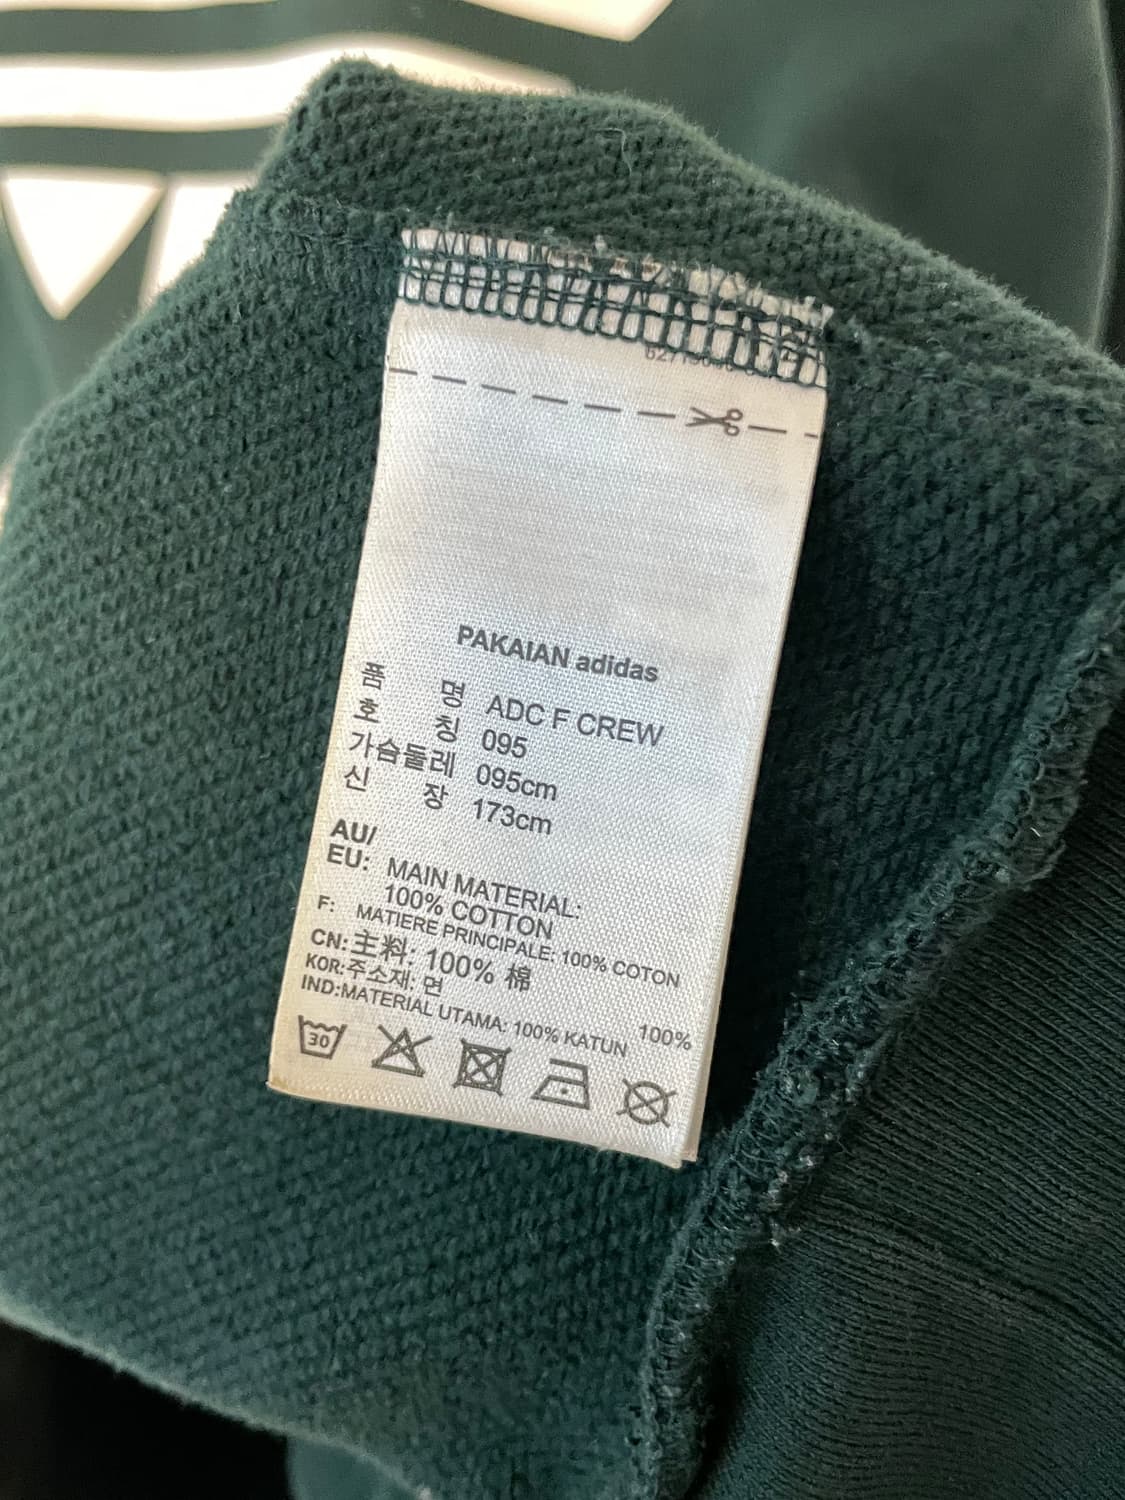 PAKAIAN adidas
품 명 ADC F CREW
호 칭 095
가슴둘레 095cm
신 장 173cm
AU/
EU: MAIN MATERIAL:
100% COTTON
F: MATIERE PRINCIPALE: 100% COTON
CN: 主料: 100% 棉
KOR: 주소재: 면 100%
IND:MATERIAL UTAMA: 100% KATUN
30